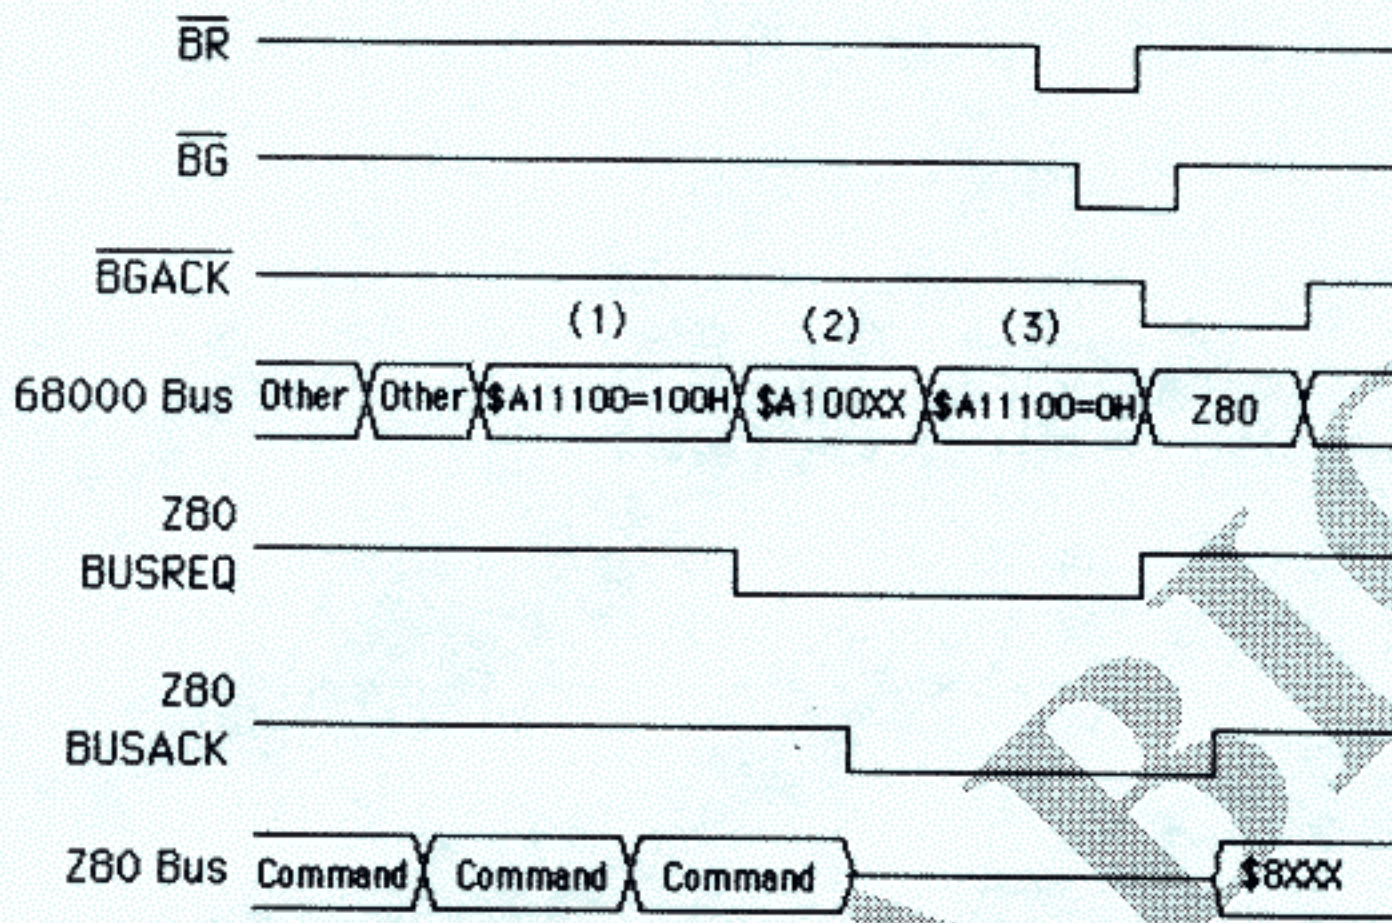 BR
BG
BGACK
(1) (2) (3)
68000 Bus Other Other $A11100=100H $A100XX $A11100=0H Z80
Z80
BUSREQ
Z80
BUSACK
Z80 Bus Command Command Command $8XXX